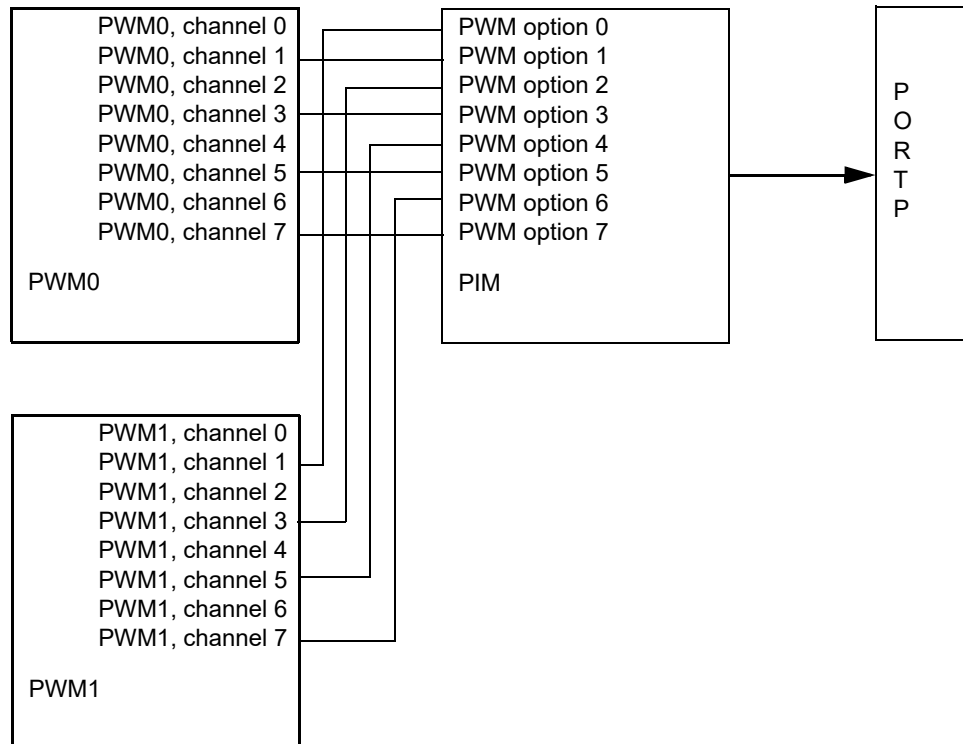 PWM0, channel 0
PWM0, channel 1
PWM0, channel 2
PWM0, channel 3
PWM0, channel 4
PWM0, channel 5
PWM0, channel 6
PWM0, channel 7
PWM0
PWM option 0
PWM option 1
PWM option 2
PWM option 3
PWM option 4
PWM option 5
PWM option 6
PWM option 7
PIM
P
O
R
T
P
PWM1, channel 0
PWM1, channel 1
PWM1, channel 2
PWM1, channel 3
PWM1, channel 4
PWM1, channel 5
PWM1, channel 6
PWM1, channel 7
PWM1